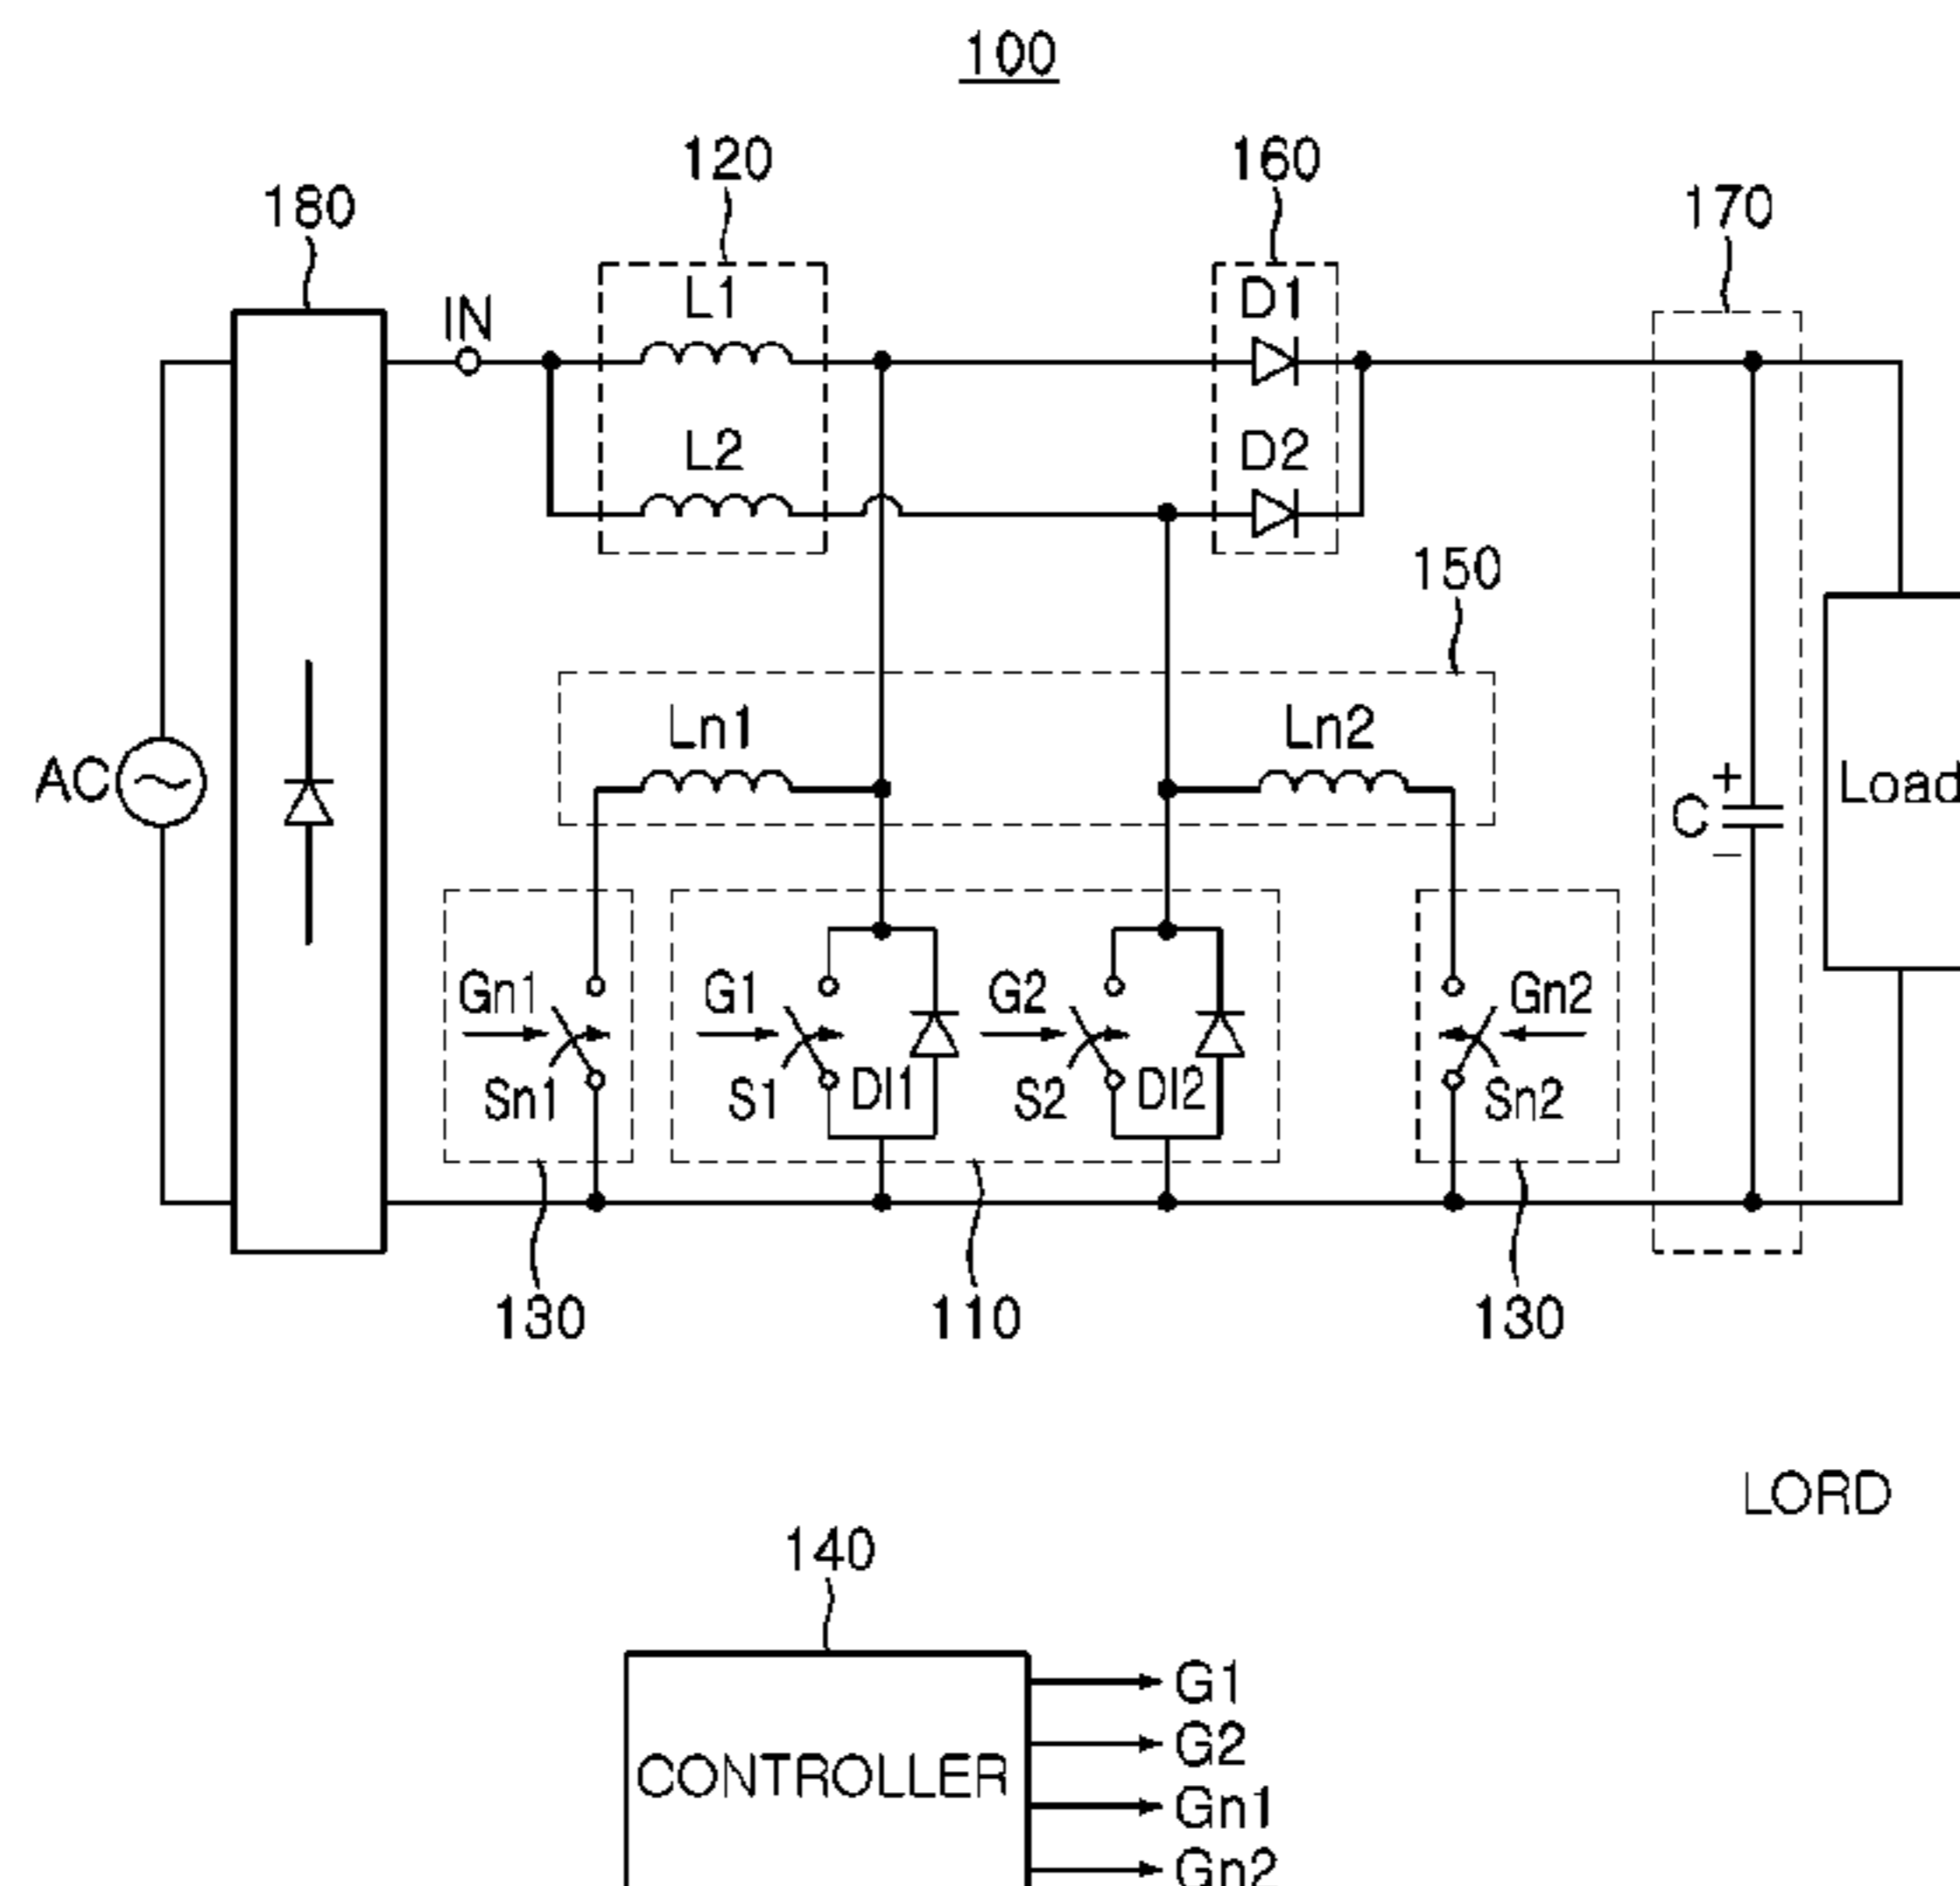 100
120
160
180
170
IN
L1
D1
L2
D2
150
Ln1
Ln2
AC
+
C
Load
–
Gn1
G1
G2
Gn2
Sn1
S1
DI1
S2
DI2
Sn2
130
110
130
LORD
140
G1
G2
CONTROLLER
Gn1
Gn2